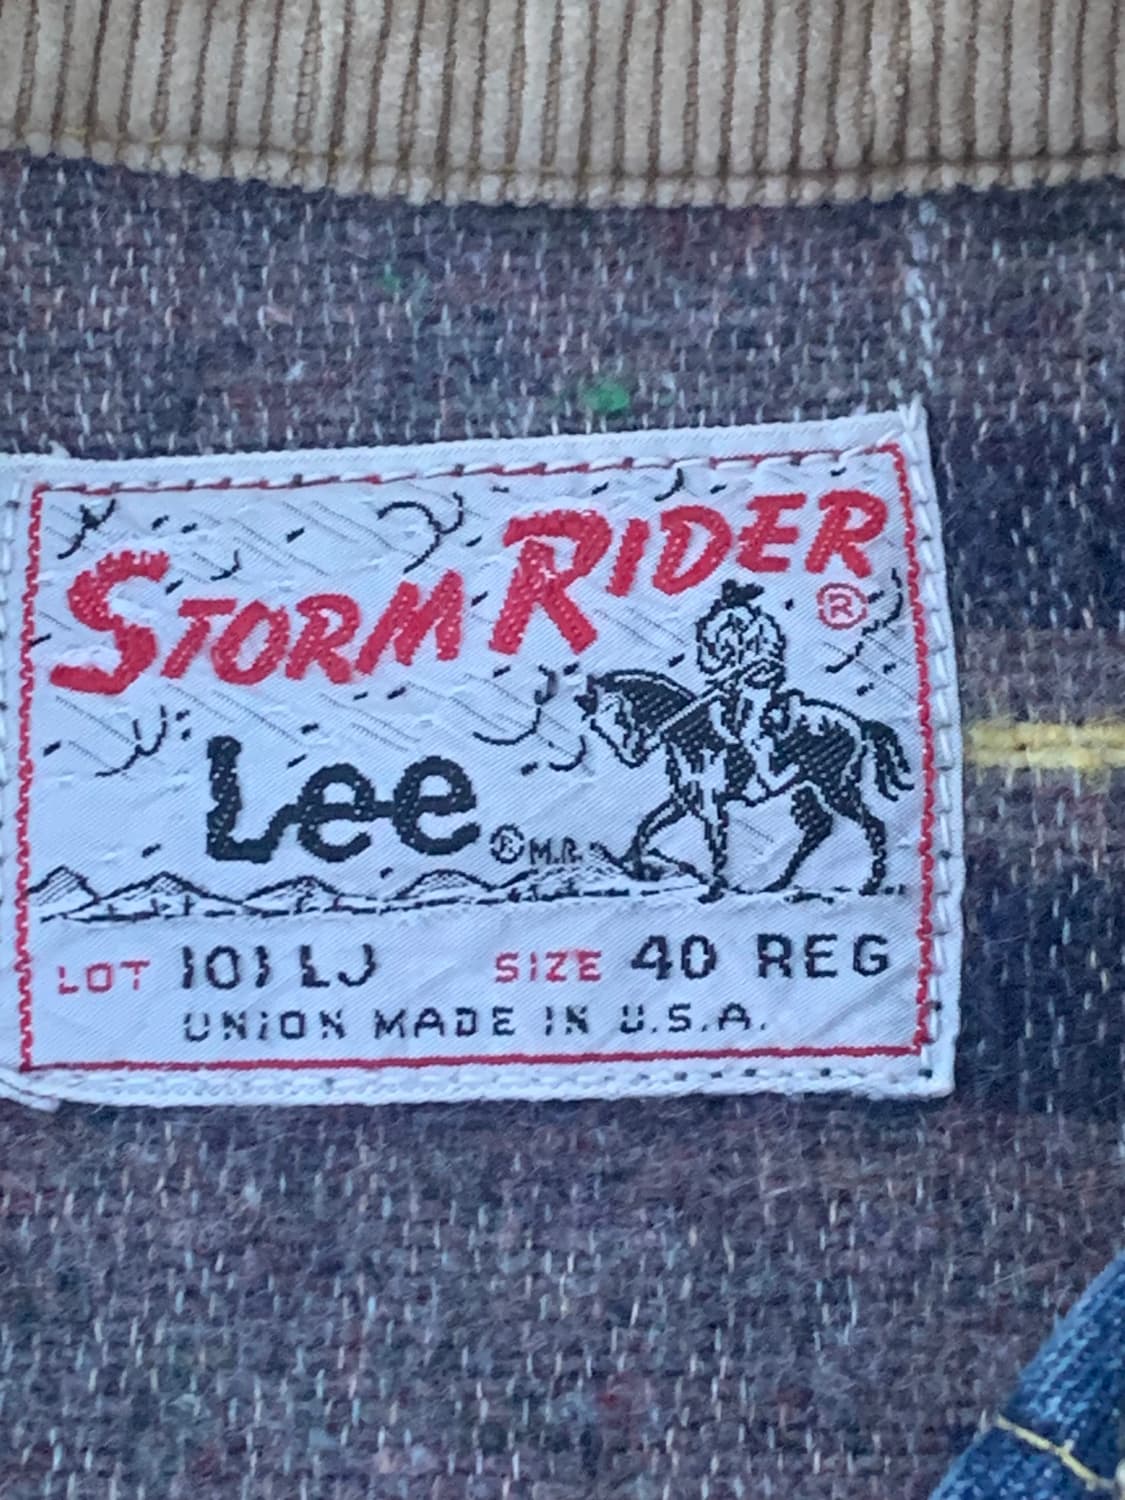 STORM RIDER ®
Lee ® M.R.
LOT 101 LJ SIZE 40 REG
UNION MADE IN U.S.A.